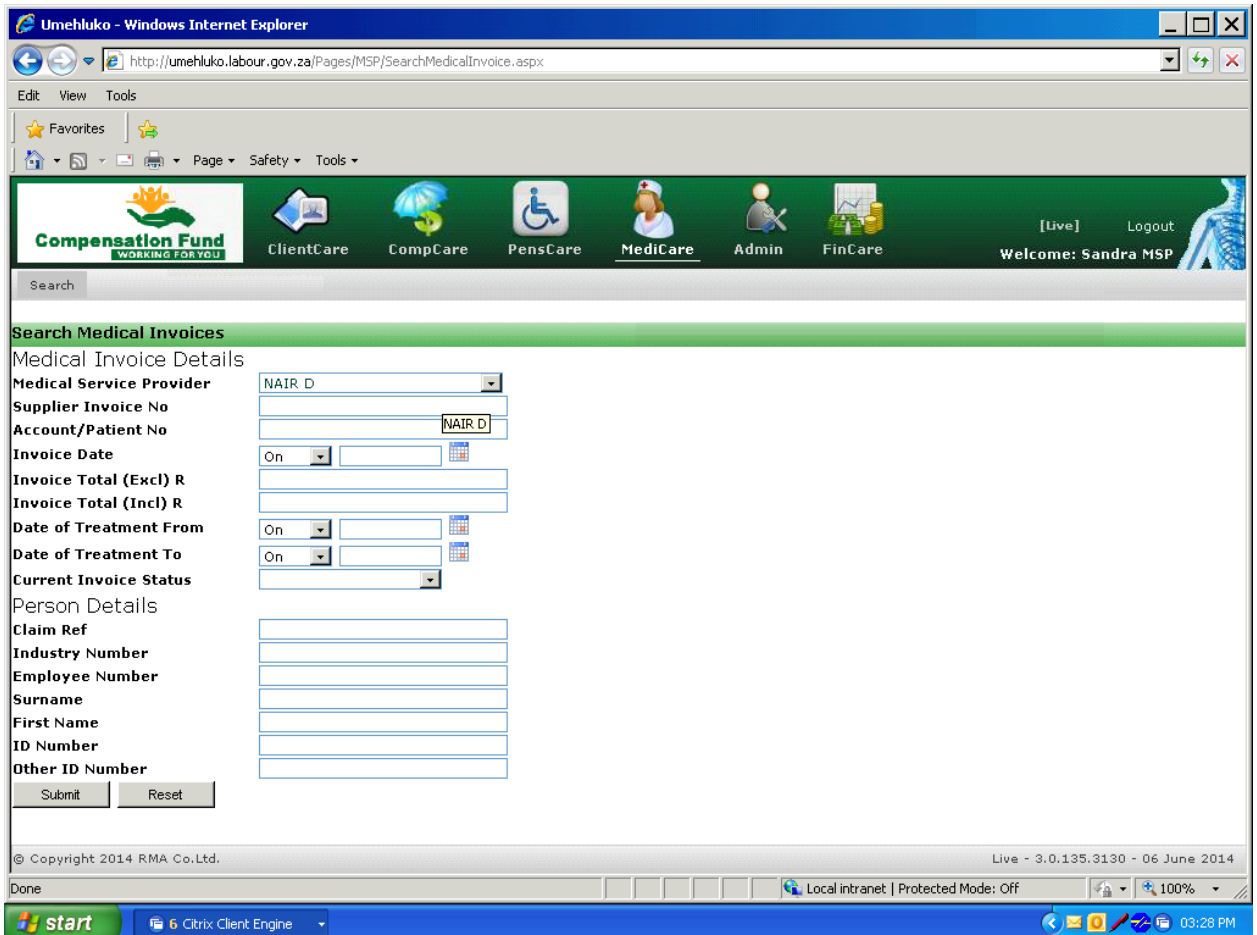 Umehluko - Windows Internet Explorer
http://umehluko.labour.gov.za/Pages/MSP/SearchMedicalInvoice.aspx
Edit View Tools
Favorites
Page Safety Tools
Compensation Fund
WORKING FOR YOU
ClientCare CompCare PensCare MediCare Admin FinCare
[Live] Logout
Welcome: Sandra MSP
Search
Search Medical Invoices
Medical Invoice Details
Medical Service Provider NAIR D
Supplier Invoice No
NAIR D
Account/Patient No
Invoice Date On
Invoice Total (Excl) R
Invoice Total (Incl) R
Date of Treatment From On
Date of Treatment To On
Current Invoice Status
Person Details
Claim Ref
Industry Number
Employee Number
Surname
First Name
ID Number
Other ID Number
Submit Reset
© Copyright 2014 RMA Co.Ltd. Live - 3.0.135.3130 - 06 June 2014
Done Local intranet | Protected Mode: Off 100%
start 6 Citrix Client Engine 03:28 PM